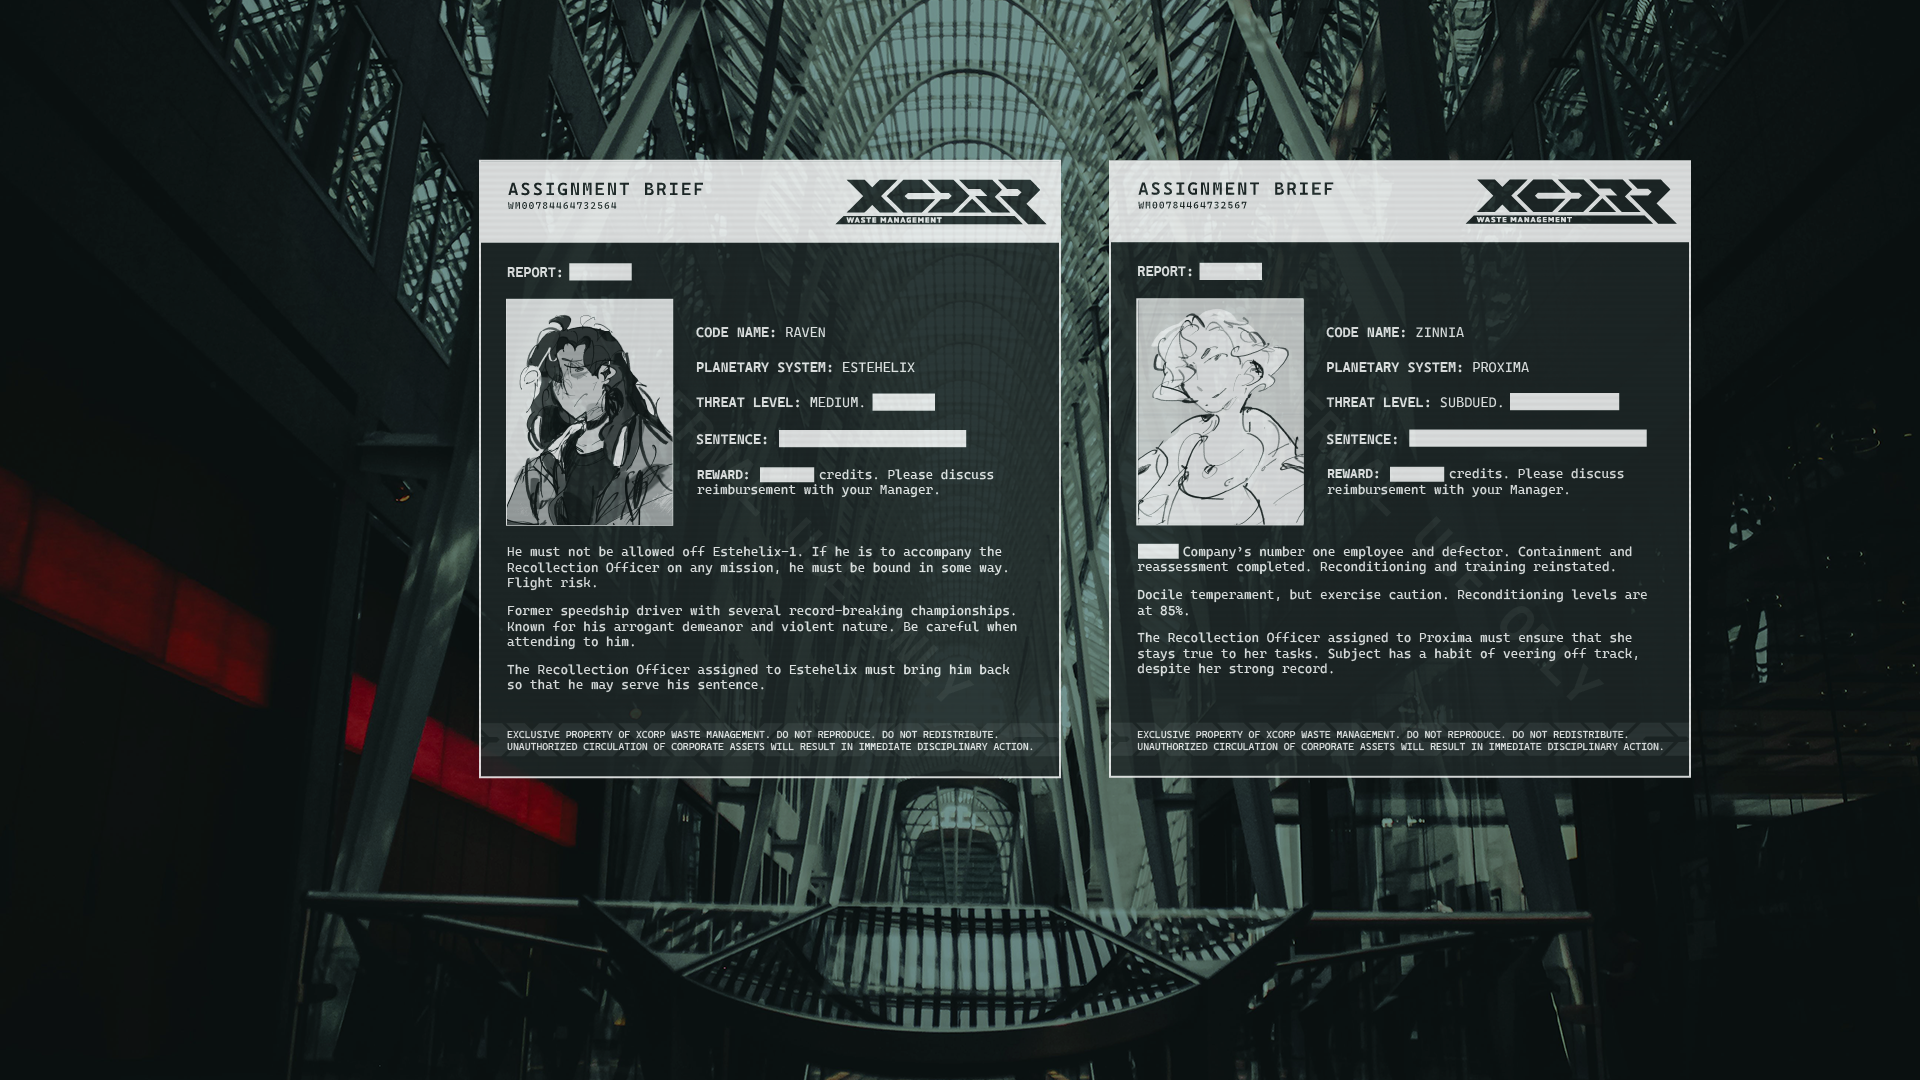 ASSIGNMENT BRIEF
WM00784464732564
XCORP
WASTE MANAGEMENT
REPORT:
CODE NAME: RAVEN
PLANETARY SYSTEM: ESTEHELIX
THREAT LEVEL: MEDIUM.
SENTENCE:
REWARD: credits. Please discuss
reimbursement with your Manager.
He must not be allowed off Estehelix-1. If he is to accompany the
Recollection Officer on any mission, he must be bound in some way.
Flight risk.
Former speedship driver with several record-breaking championships.
Known for his arrogant demeanor and violent nature. Be careful when
attending to him.
The Recollection Officer assigned to Estehelix must bring him back
so that he may serve his sentence.
EXCLUSIVE PROPERTY OF XCORP WASTE MANAGEMENT. DO NOT REPRODUCE. DO NOT REDISTRIBUTE.
UNAUTHORIZED CIRCULATION OF CORPORATE ASSETS WILL RESULT IN IMMEDIATE DISCIPLINARY ACTION.
ASSIGNMENT BRIEF
WM00784464732567
XCORP
WASTE MANAGEMENT
REPORT:
CODE NAME: ZINNIA
PLANETARY SYSTEM: PROXIMA
THREAT LEVEL: SUBDUED.
SENTENCE:
REWARD: credits. Please discuss
reimbursement with your Manager.
Company's number one employee and defector. Containment and
reassessment completed. Reconditioning and training reinstated.
Docile temperament, but exercise caution. Reconditioning levels are
at 85%.
The Recollection Officer assigned to Proxima must ensure that she
stays true to her tasks. Subject has a habit of veering off track,
despite her strong record.
USE ONLY
EXCLUSIVE PROPERTY OF XCORP WASTE MANAGEMENT. DO NOT REPRODUCE. DO NOT REDISTRIBUTE.
UNAUTHORIZED CIRCULATION OF CORPORATE ASSETS WILL RESULT IN IMMEDIATE DISCIPLINARY ACTION.